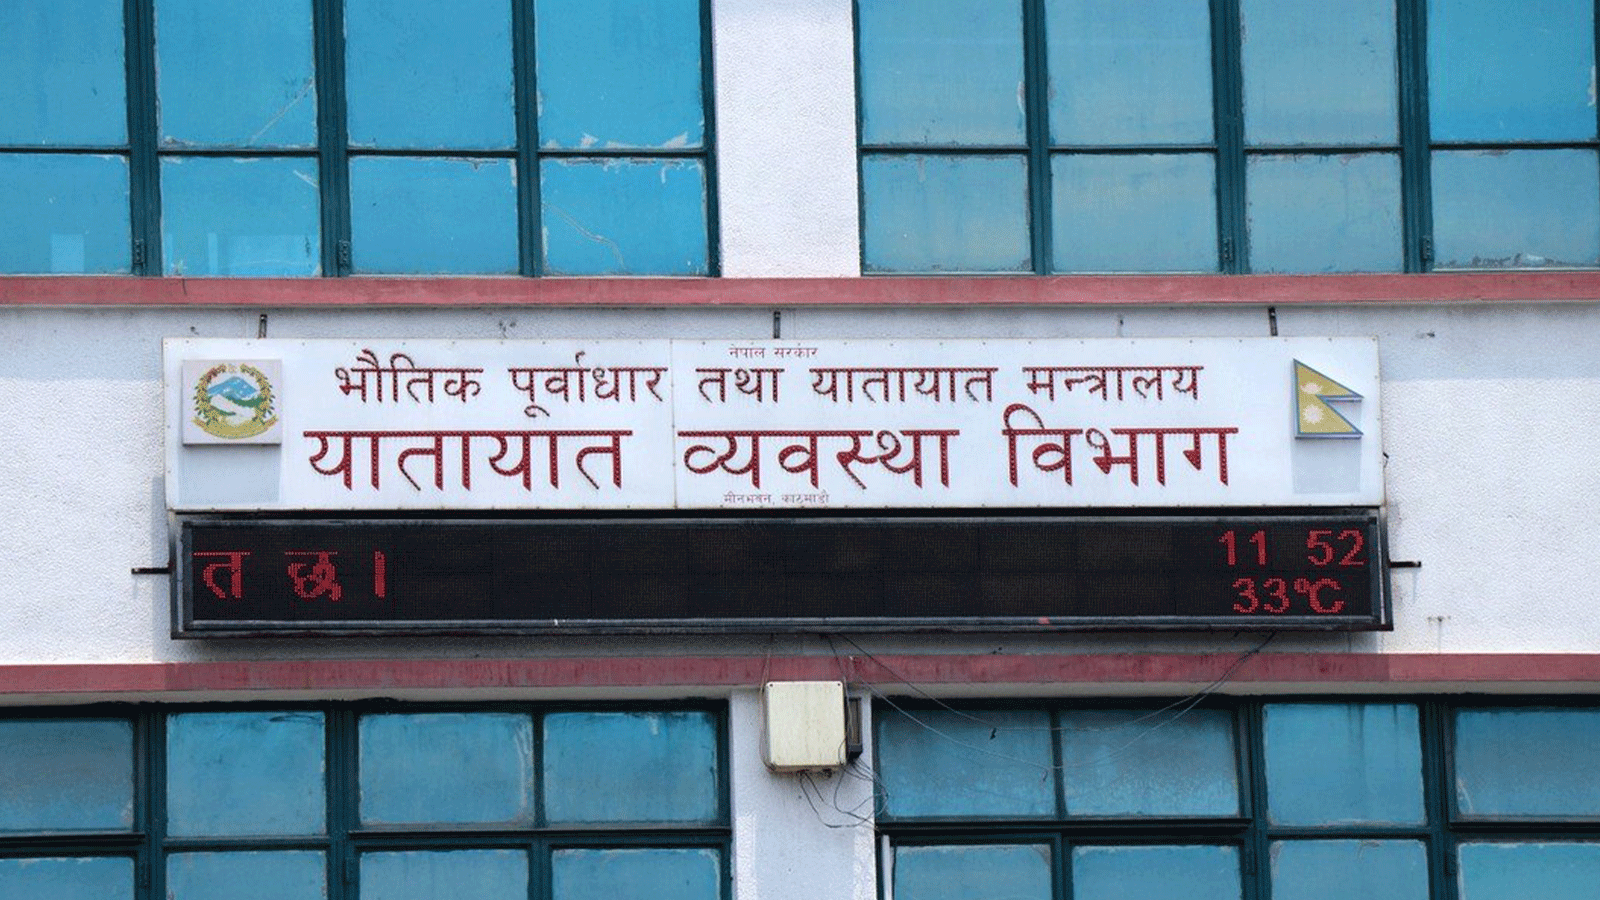 नेपाल सरकार
भौतिक पूर्वाधार तथा यातायात मन्त्रालय
यातायात व्यवस्था विभाग
मीनभवन, काठमाडौ
त छ। 11 52
33°C